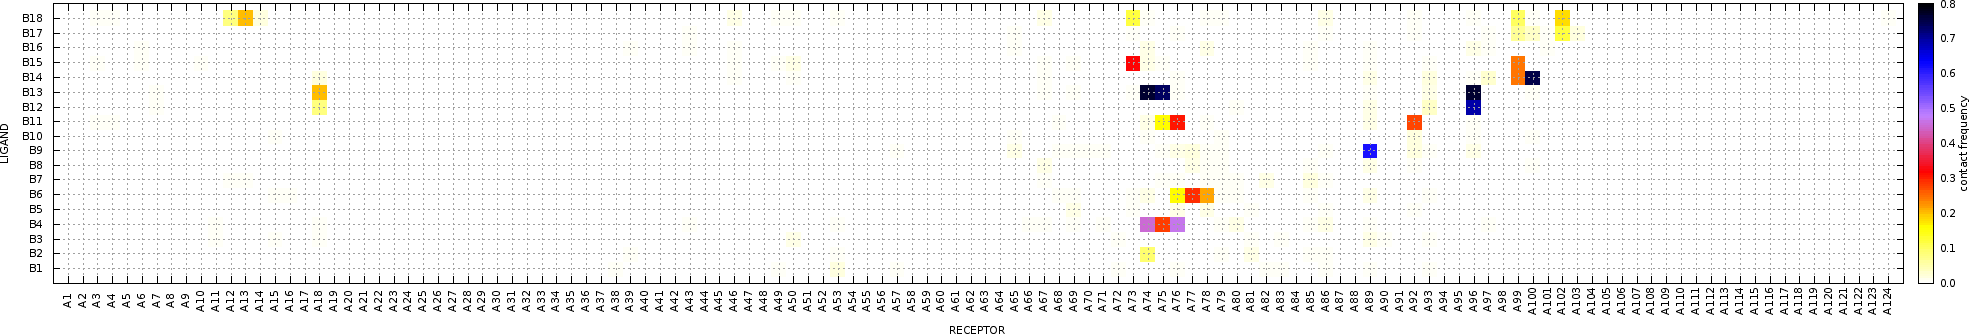 B18
B17
B16
B15
B14
B13
B12
B11
B10
B9
B8
B7
B6
B5
B4
B3
B2
B1
LIGAND
A1 A2 A3 A4 A5 A6 A7 A8 A9 A10 A11 A12 A13 A14 A15 A16 A17 A18 A19 A20 A21 A22 A23 A24 A25 A26 A27 A28 A29 A30 A31 A32 A33 A34 A35 A36 A37 A38 A39 A40 A41 A42 A43 A44 A45 A46 A47 A48 A49 A50 A51 A52 A53 A54 A55 A56 A57 A58 A59 A60 A61 A62 A63 A64 A65 A66 A67 A68 A69 A70 A71 A72 A73 A74 A75 A76 A77 A78 A79 A80 A81 A82 A83 A84 A85 A86 A87 A88 A89 A90 A91 A92 A93 A94 A95 A96 A97 A98 A99 A100 A101 A102 A103 A104 A105 A106 A107 A108 A109 A110 A111 A112 A113 A114 A115 A116 A117 A118 A119 A120 A121 A122 A123 A124
RECEPTOR
0.8
0.7
0.6
0.5
0.4
0.3
0.2
0.1
0.0
contact frequency